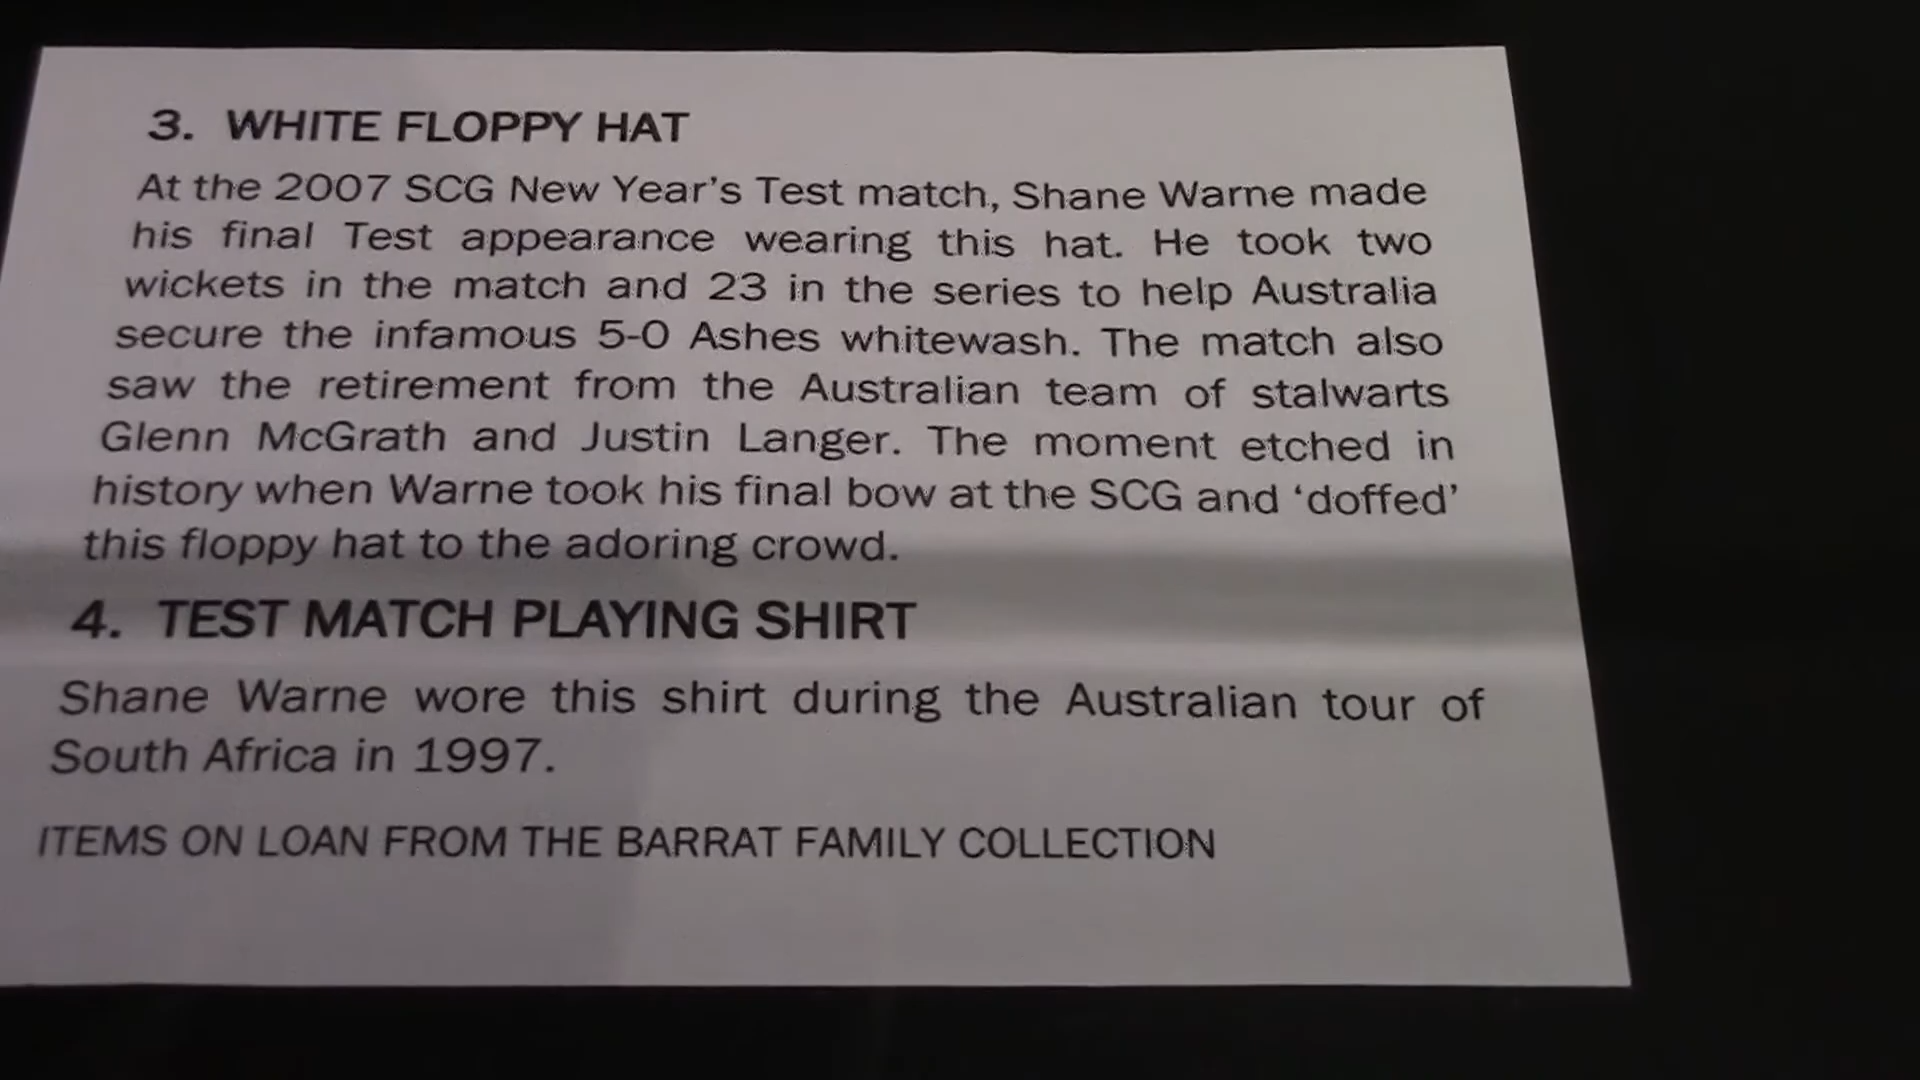 3. WHITE FLOPPY HAT
At the 2007 SCG New Year's Test match, Shane Warne made
his final Test appearance wearing this hat. He took two
wickets in the match and 23 in the series to help Australia
secure the infamous 5-0 Ashes whitewash. The match also
saw the retirement from the Australian team of stalwarts
Glenn McGrath and Justin Langer. The moment etched in
history when Warne took his final bow at the SCG and ‘doffed’
this floppy hat to the adoring crowd.
4. TEST MATCH PLAYING SHIRT
Shane Warne wore this shirt during the Australian tour of
South Africa in 1997.
ITEMS ON LOAN FROM THE BARRAT FAMILY COLLECTION